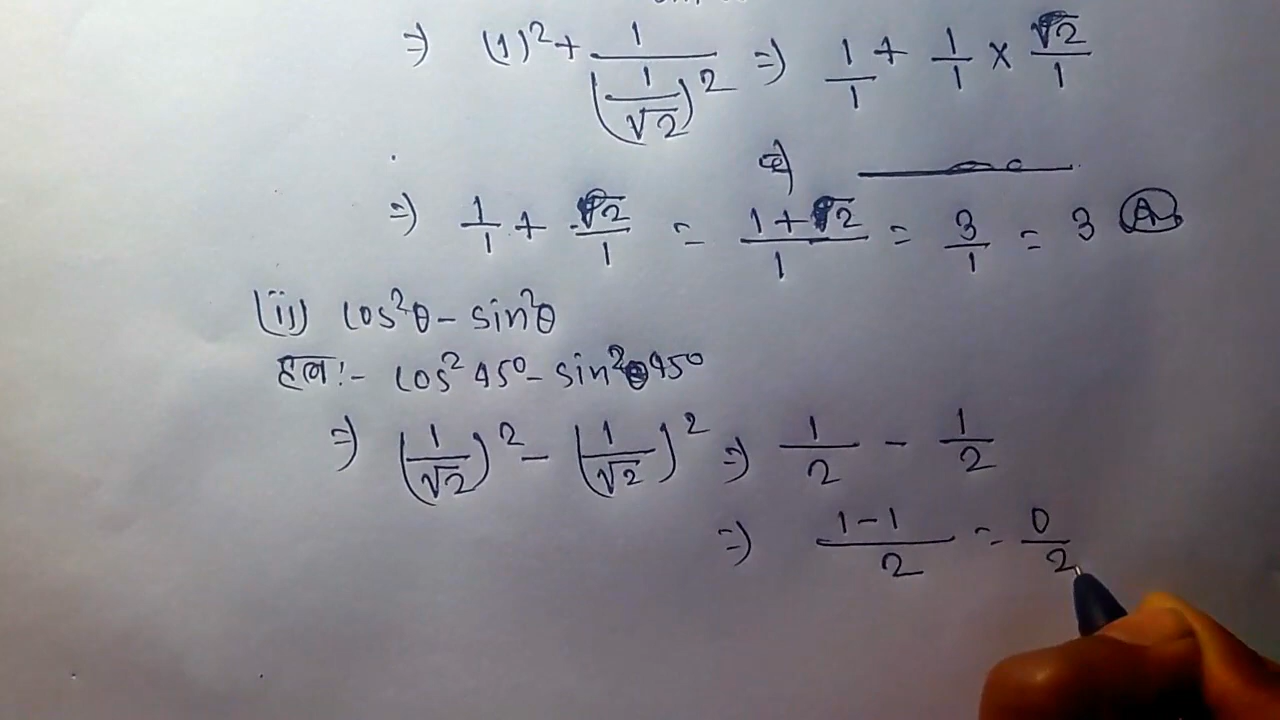 ⇒ (1)² + 1/(1/√2)² ⇒ 1/1 + 1/1 × 2/1
⇒
⇒ 1/1 + 2/1 = 1+2/1 = 3/1 = 3 A
(ii) cos²θ - sin²θ
हल:- cos²45° - sin²45°
⇒ (1/√2)² - (1/√2)² ⇒ 1/2 - 1/2
⇒ 1-1/2 = 0/2